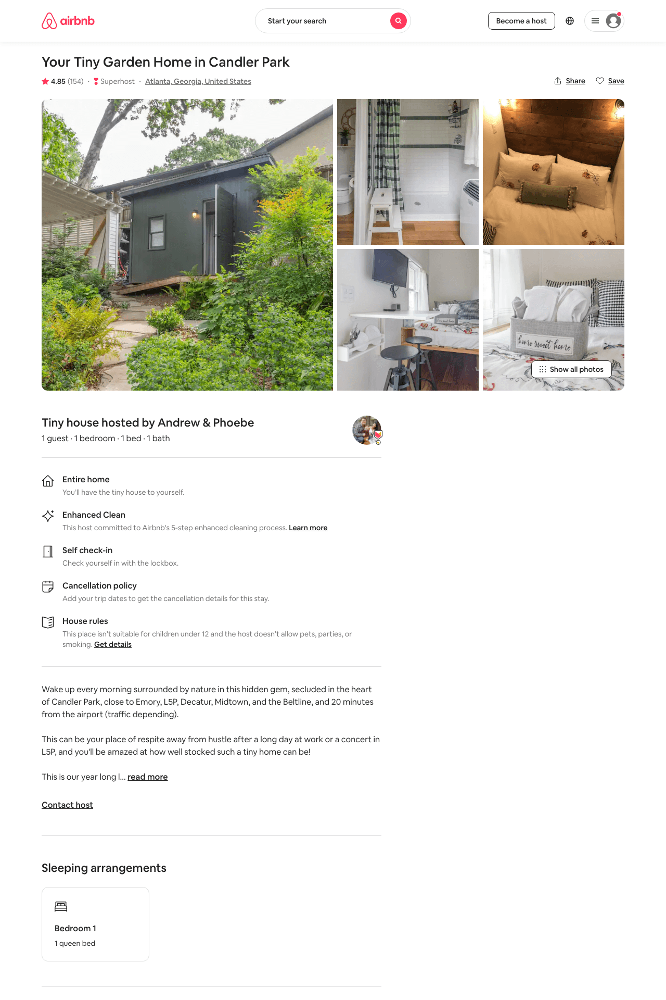 airbnb
Start your search
Become a host
Your Tiny Garden Home in Candler Park
4.85 (154) · Superhost · Atlanta, Georgia, United States
Share
Save
home sweet home
home sweet home
Show all photos
Tiny house hosted by Andrew & Phoebe
1 guest · 1 bedroom · 1 bed · 1 bath
Entire home
You’ll have the tiny house to yourself.
Enhanced Clean
This host committed to Airbnb's 5-step enhanced cleaning process. Learn more
Self check-in
Check yourself in with the lockbox.
Cancellation policy
Add your trip dates to get the cancellation details for this stay.
House rules
This place isn’t suitable for children under 12 and the host doesn’t allow pets, parties, or
smoking. Get details
Wake up every morning surrounded by nature in this hidden gem, secluded in the heart
of Candler Park, close to Emory, L5P, Decatur, Midtown, and the Beltline, and 20 minutes
from the airport (traffic depending).
This can be your place of respite away from hustle after a long day at work or a concert in
L5P, and you'll be amazed at how well stocked such a tiny home can be!
This is our year long l... read more
Contact host
Sleeping arrangements
Bedroom 1
1 queen bed